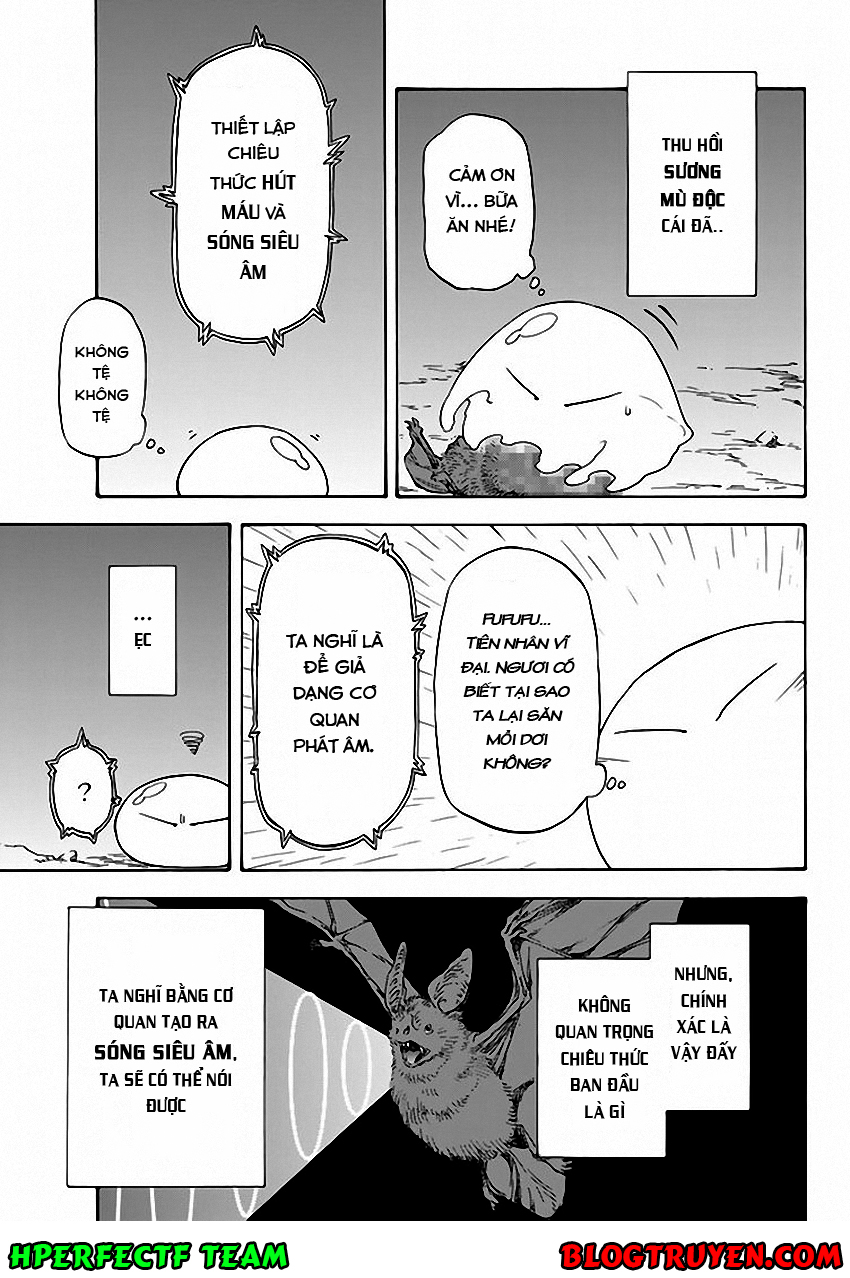 THU HỒI
SƯƠNG
MÙ ĐỘC
CÁI ĐÃ..
CẢM ƠN
VÌ... BỮA
ĂN NHÉ!
THIẾT LẬP
CHIÊU
THỨC HÚT
MÁU VÀ
SÓNG SIÊU
ÂM
KHÔNG
TỆ
KHÔNG
TỆ
FUFUFU...
TIÊN NHÂN VĨ
ĐẠI. NGƯƠI CÓ
BIẾT TẠI SAO
TA LẠI SĂN
MỎI DƠI
KHÔNG?
TA NGHĨ LÀ
ĐỂ GIẢ
DẠNG CƠ
QUAN
PHÁT ÂM.
...
ẸC
?
NHƯNG,
CHÍNH
XÁC LÀ
VẬY ĐẤY
KHÔNG
QUAN TRỌNG
CHIÊU THỨC
BAN ĐẦU
LÀ GÌ
TA NGHĨ BẰNG CƠ
QUAN TẠO RA
SÓNG SIÊU ÂM,
TA SẼ CÓ THỂ NÓI
ĐƯỢC
HPERFECTF TEAM
BLOGTRUYEN.COM